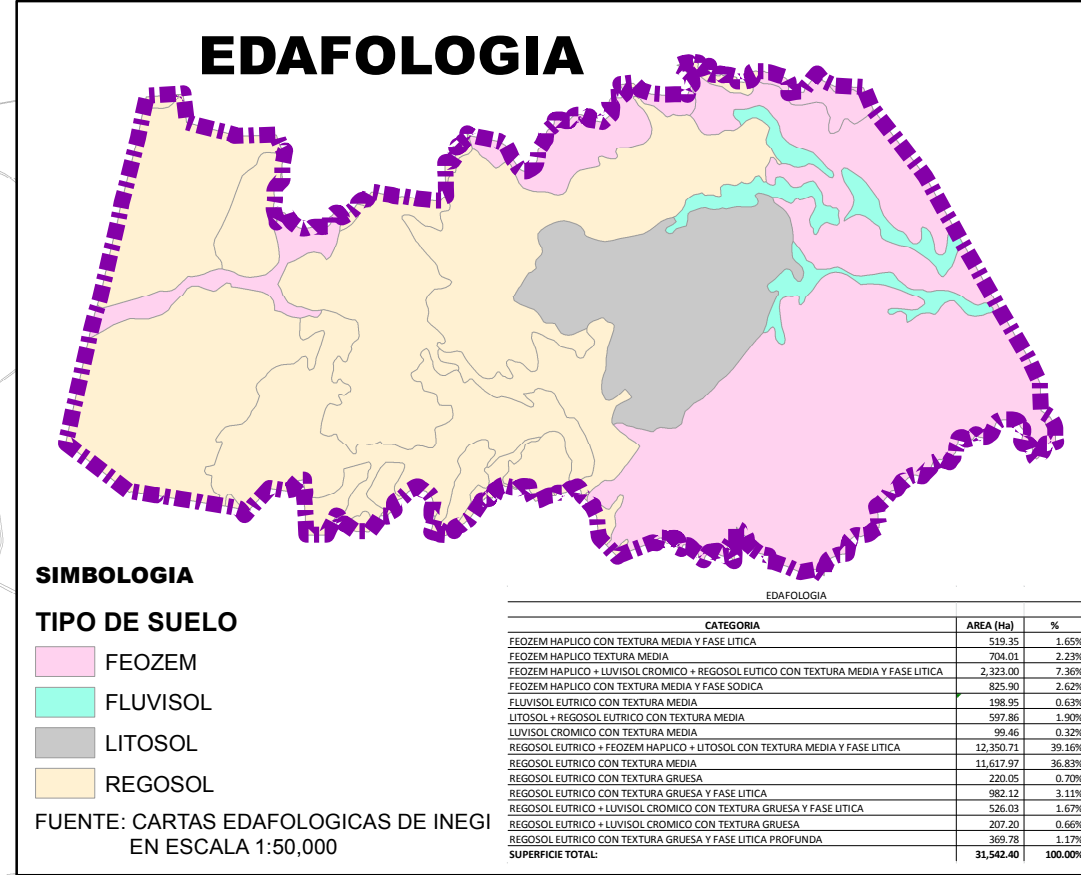 EDAFOLOGIA
SIMBOLOGIA
TIPO DE SUELO
FEOZEM
FLUVISOL
LITOSOL
REGOSOL
FUENTE: CARTAS EDAFOLOGICAS DE INEGI
EN ESCALA 1:50,000
EDAFOLOGIA
CATEGORIA AREA (Ha) %
FEOZEM HAPLICO CON TEXTURA MEDIA Y FASE LITICA 519.35 1.65%
FEOZEM HAPLICO TEXTURA MEDIA 704.01 2.23%
FEOZEM HAPLICO + LUVISOL CROMICO + REGOSOL EUTICO CON TEXTURA MEDIA Y FASE LITICA 2,323.00 7.36%
FEOZEM HAPLICO CON TEXTURA MEDIA Y FASE SODICA 825.90 2.62%
FLUVISOL EUTRICO CON TEXTURA MEDIA 198.95 0.63%
LITOSOL + REGOSOL EUTRICO CON TEXTURA MEDIA 597.86 1.90%
LUVISOL CROMICO CON TEXTURA MEDIA 99.46 0.32%
REGOSOL EUTRICO + FEOZEM HAPLICO + LITOSOL CON TEXTURA MEDIA Y FASE LITICA 12,350.71 39.16%
REGOSOL EUTRICO CON TEXTURA MEDIA 11,617.97 36.83%
REGOSOL EUTRICO CON TEXTURA GRUESA 220.05 0.70%
REGOSOL EUTRICO CON TEXTURA GRUESA Y FASE LITICA 982.12 3.11%
REGOSOL EUTRICO + LUVISOL CROMICO CON TEXTURA GRUESA Y FASE LITICA 526.03 1.67%
REGOSOL EUTRICO + LUVISOL CROMICO CON TEXTURA GRUESA 207.20 0.66%
REGOSOL EUTRICO CON TEXTURA GRUESA Y FASE LITICA PROFUNDA 369.78 1.17%
SUPERFICIE TOTAL: 31,542.40 100.00%